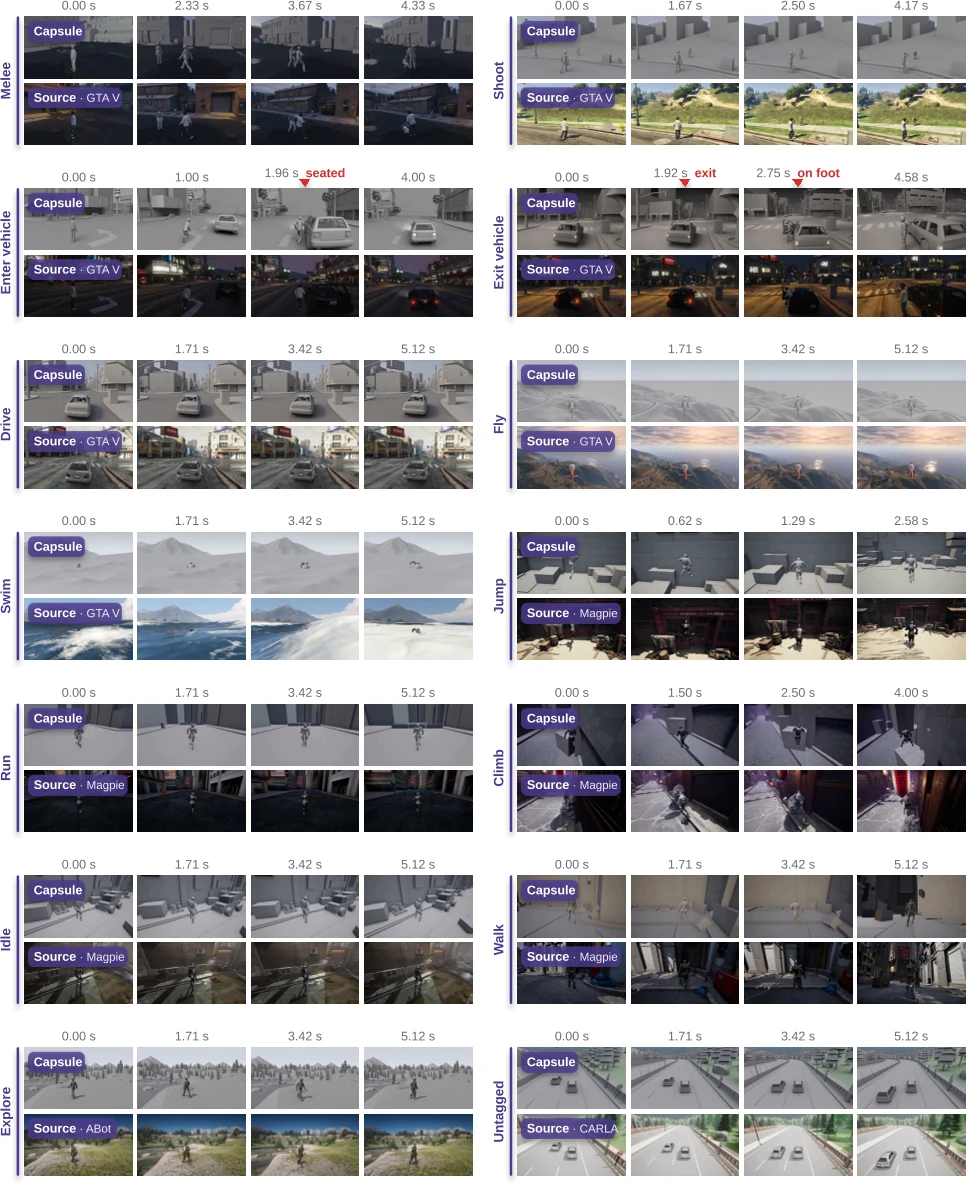 0.00 s 2.33 s 3.67 s 4.33 s
Melee
Capsule
Source · GTA V
0.00 s 1.67 s 2.50 s 4.17 s
Shoot
Capsule
Source · GTA V
0.00 s 1.00 s 1.96 s seated 4.00 s
Enter vehicle
Capsule
Source · GTA V
0.00 s 1.92 s exit 2.75 s on foot 4.58 s
Exit vehicle
Capsule
Source · GTA V
0.00 s 1.71 s 3.42 s 5.12 s
Drive
Capsule
Source · GTA V
0.00 s 1.71 s 3.42 s 5.12 s
Fly
Capsule
Source · GTA V
0.00 s 1.71 s 3.42 s 5.12 s
Swim
Capsule
Source · GTA V
0.00 s 0.62 s 1.29 s 2.58 s
Jump
Capsule
Source · Magpie
0.00 s 1.71 s 3.42 s 5.12 s
Run
Capsule
Source · Magpie
0.00 s 1.50 s 2.50 s 4.00 s
Climb
Capsule
Source · Magpie
0.00 s 1.71 s 3.42 s 5.12 s
Idle
Capsule
Source · Magpie
0.00 s 1.71 s 3.42 s 5.12 s
Walk
Capsule
Source · Magpie
0.00 s 1.71 s 3.42 s 5.12 s
Explore
Capsule
Source · ABot
0.00 s 1.71 s 3.42 s 5.12 s
Untagged
Capsule
Source · CARLA